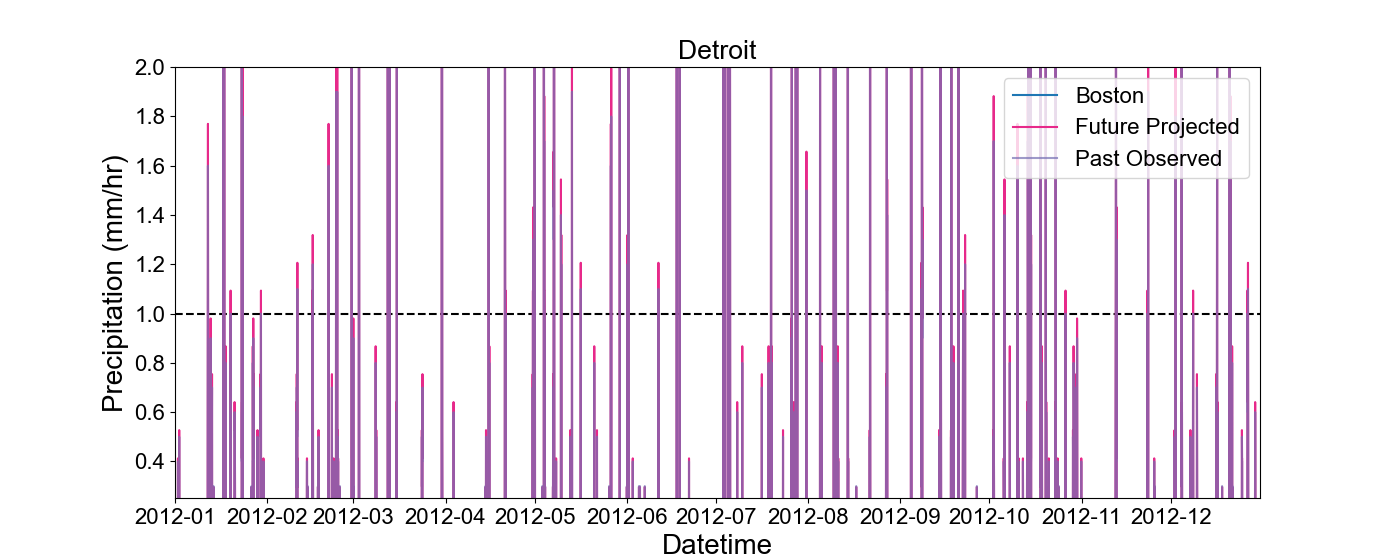 Detroit
2.0
1.8
1.6
1.4
1.2
1.0
0.8
0.6
0.4
Precipitation (mm/hr)
Boston
Future Projected
Past Observed
2012-01 2012-02 2012-03 2012-04 2012-05 2012-06 2012-07 2012-08 2012-09 2012-10 2012-11 2012-12
Datetime